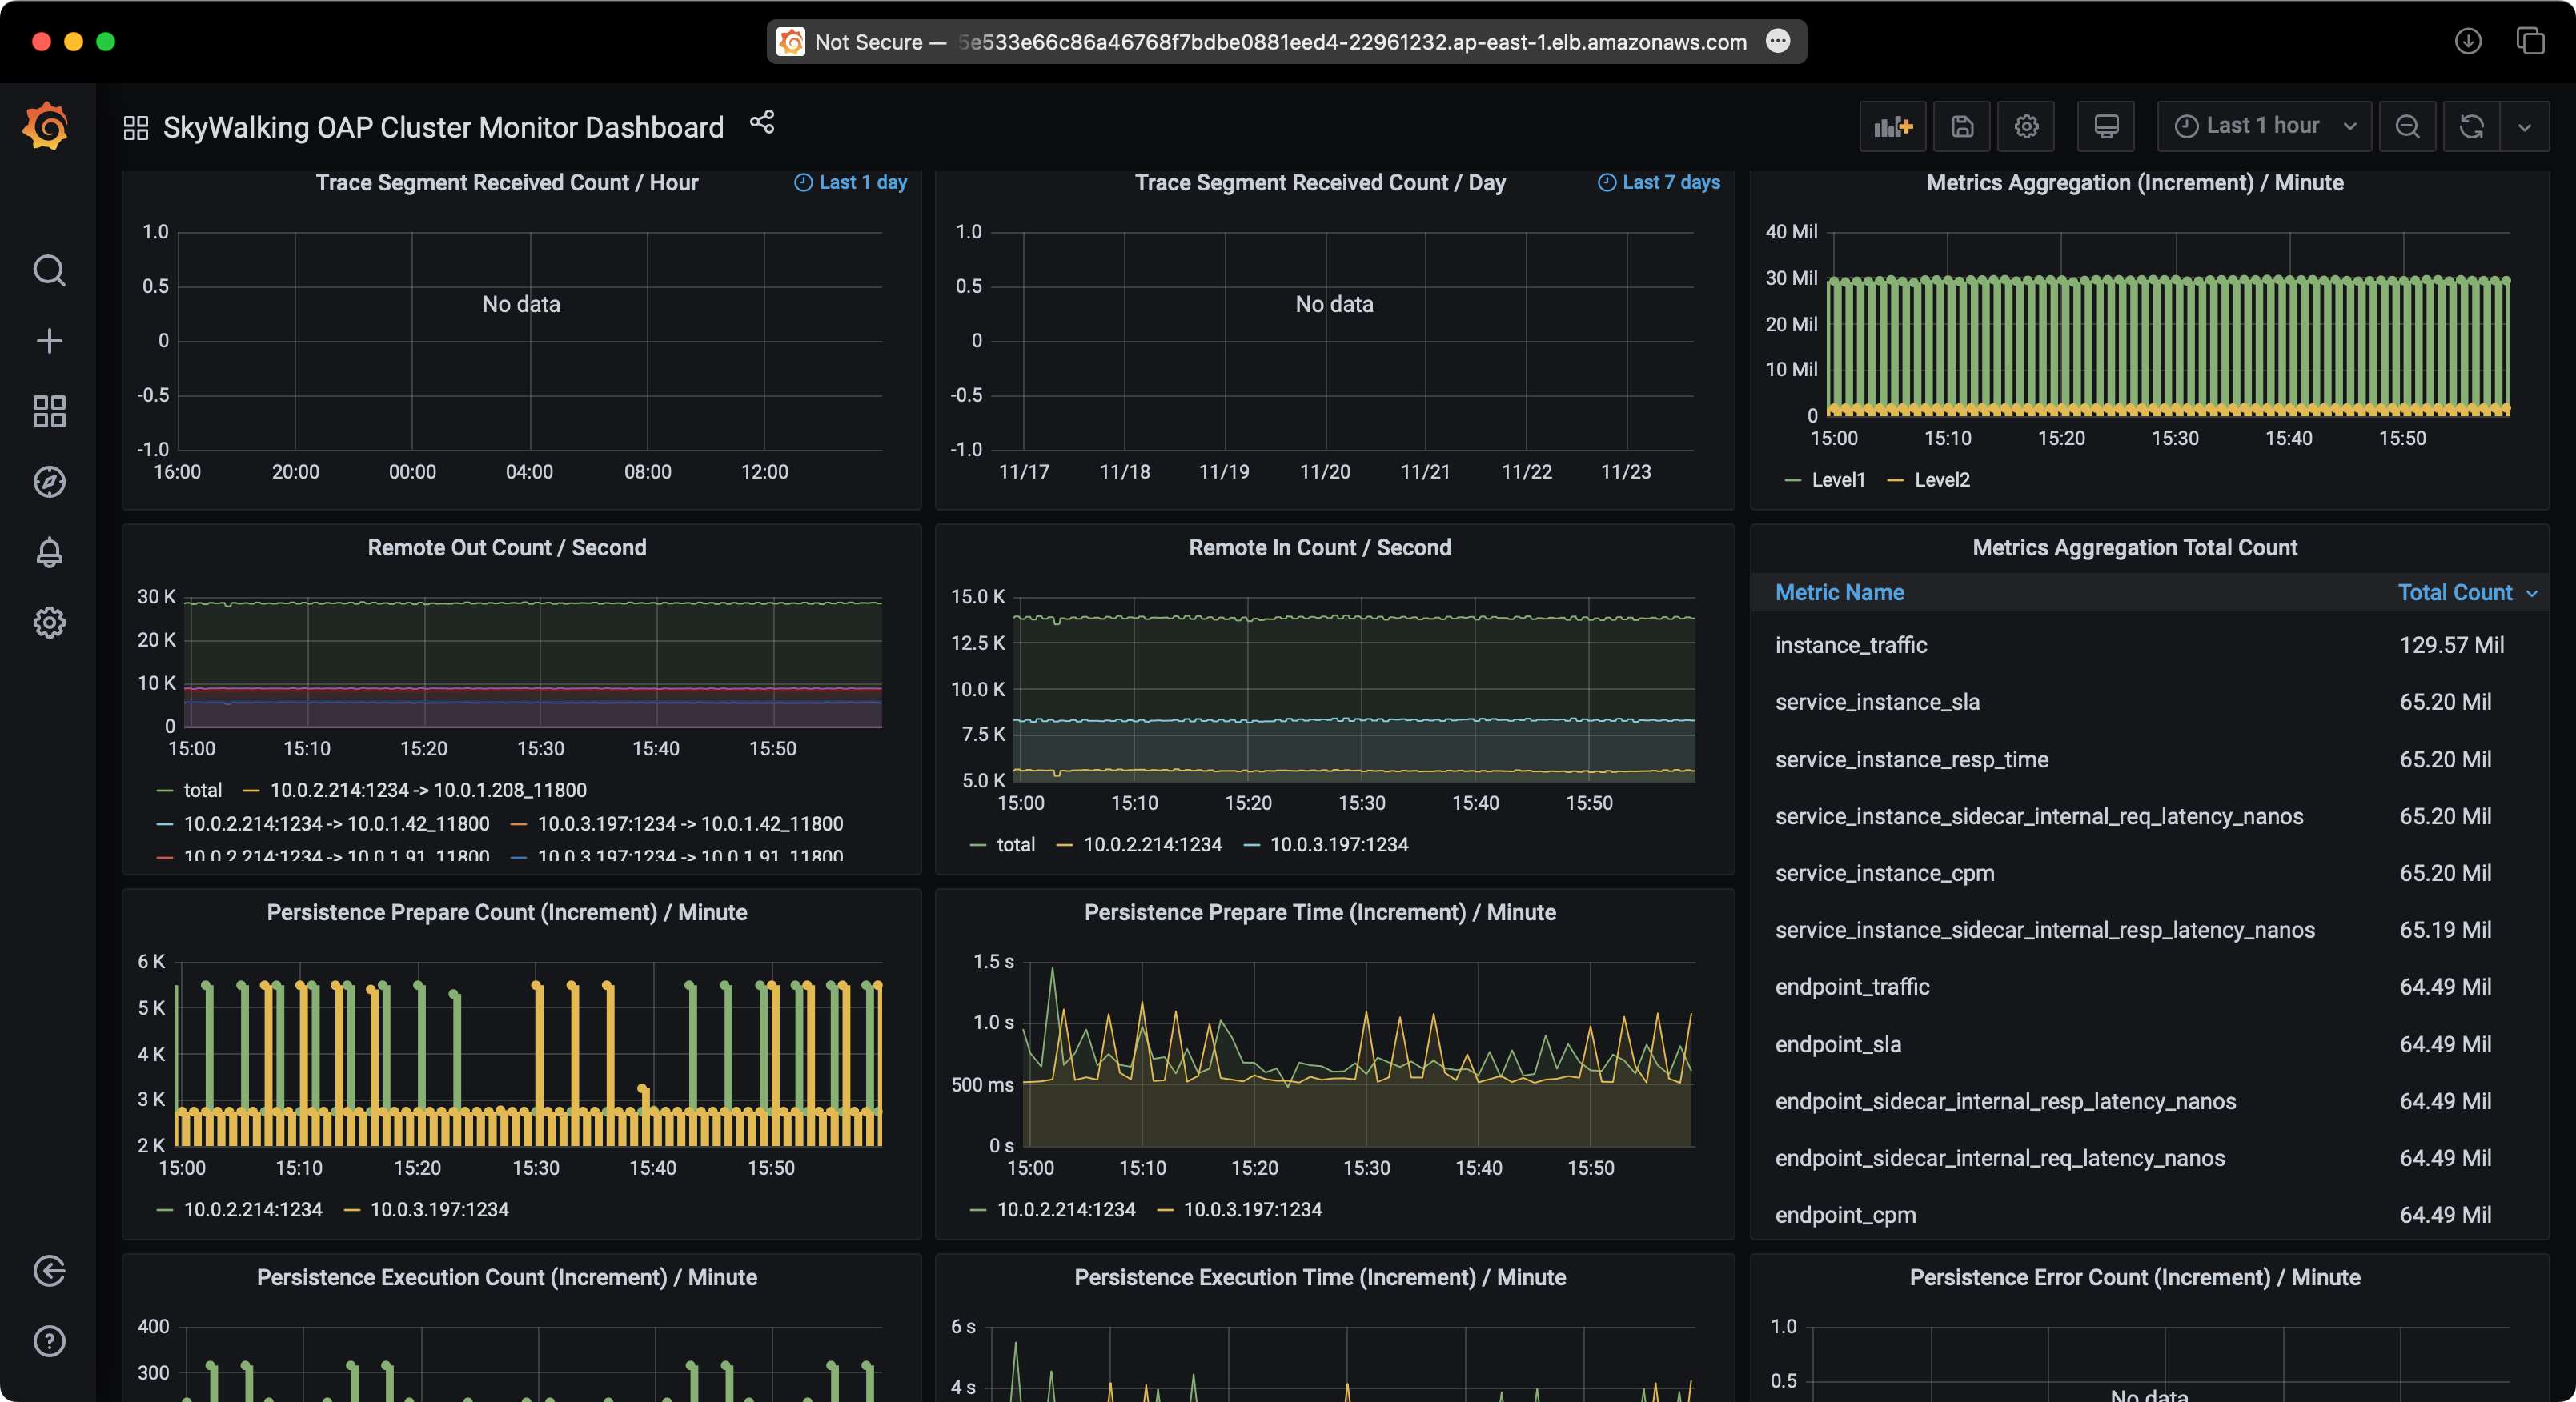 Not Secure — 5e533e66c86a46768f7bdbe0881eed4-22961232.ap-east-1.elb.amazonaws.com
SkyWalking OAP Cluster Monitor Dashboard
Last 1 hour
Trace Segment Received Count / Hour
Last 1 day
1.0
0.5
No data
0
-0.5
-1.0
16:00 20:00 00:00 04:00 08:00 12:00
Trace Segment Received Count / Day
Last 7 days
1.0
0.5
No data
0
-0.5
-1.0
11/17 11/18 11/19 11/20 11/21 11/22 11/23
Metrics Aggregation (Increment) / Minute
40 Mil
30 Mil
20 Mil
10 Mil
0
15:00 15:10 15:20 15:30 15:40 15:50
Level1 Level2
Remote Out Count / Second
30 K
20 K
10 K
0
15:00 15:10 15:20 15:30 15:40 15:50
total 10.0.2.214:1234 -> 10.0.1.208_11800
10.0.2.214:1234 -> 10.0.1.42_11800 10.0.3.197:1234 -> 10.0.1.42_11800
10.0.2.214:1234 -> 10.0.1.91_11800 10.0.3.197:1234 -> 10.0.1.91_11800
Remote In Count / Second
15.0 K
12.5 K
10.0 K
7.5 K
5.0 K
15:00 15:10 15:20 15:30 15:40 15:50
total 10.0.2.214:1234 10.0.3.197:1234
Metrics Aggregation Total Count
Metric Name Total Count
instance_traffic 129.57 Mil
service_instance_sla 65.20 Mil
service_instance_resp_time 65.20 Mil
service_instance_sidecar_internal_req_latency_nanos 65.20 Mil
service_instance_cpm 65.20 Mil
service_instance_sidecar_internal_resp_latency_nanos 65.19 Mil
endpoint_traffic 64.49 Mil
endpoint_sla 64.49 Mil
endpoint_sidecar_internal_resp_latency_nanos 64.49 Mil
endpoint_sidecar_internal_req_latency_nanos 64.49 Mil
endpoint_cpm 64.49 Mil
Persistence Prepare Count (Increment) / Minute
6 K
5 K
4 K
3 K
2 K
15:00 15:10 15:20 15:30 15:40 15:50
10.0.2.214:1234 10.0.3.197:1234
Persistence Prepare Time (Increment) / Minute
1.5 s
1.0 s
500 ms
0 s
15:00 15:10 15:20 15:30 15:40 15:50
10.0.2.214:1234 10.0.3.197:1234
Persistence Execution Count (Increment) / Minute
400
300
Persistence Execution Time (Increment) / Minute
6 s
4 s
Persistence Error Count (Increment) / Minute
1.0
0.5
No data